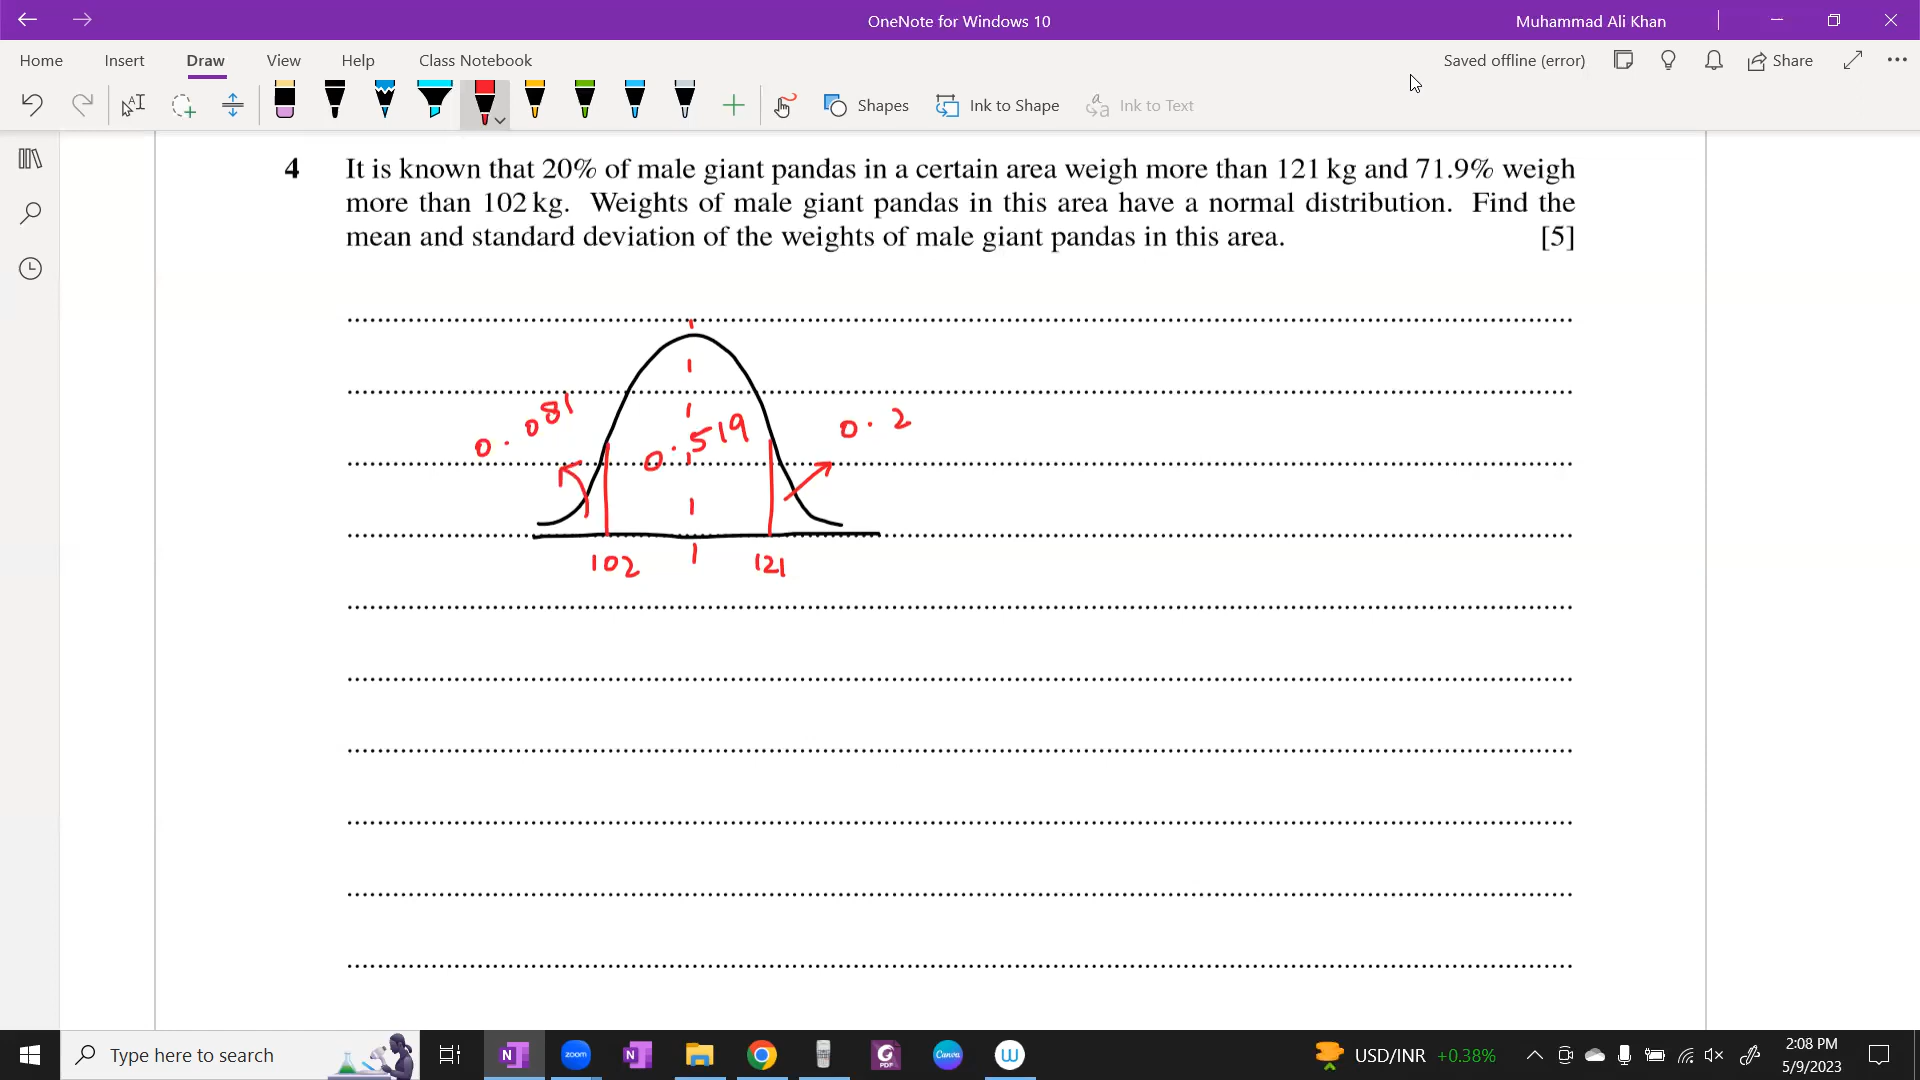 OneNote for Windows 10
Muhammad Ali Khan
Home Insert Draw View Help Class Notebook
Saved offline (error)
Share
Shapes
Ink to Shape
Ink to Text
4 It is known that 20% of male giant pandas in a certain area weigh more than 121 kg and 71.9% weigh
more than 102 kg. Weights of male giant pandas in this area have a normal distribution. Find the
mean and standard deviation of the weights of male giant pandas in this area. [5]
0.081
0.519
0.2
102
121
Type here to search
zoom
PDF
Canva
W
USD/INR +0.38%
2:08 PM
5/9/2023